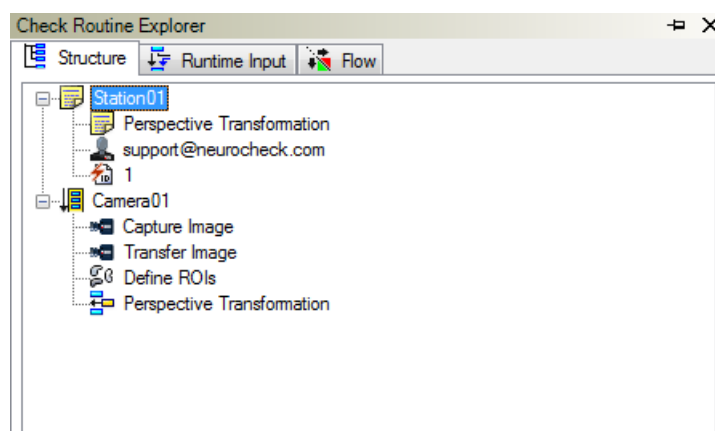 Check Routine Explorer
Structure Runtime Input Flow
Station01
Perspective Transformation
support@neurocheck.com
ID 1
Camera01
Capture Image
Transfer Image
Define ROIs
Perspective Transformation